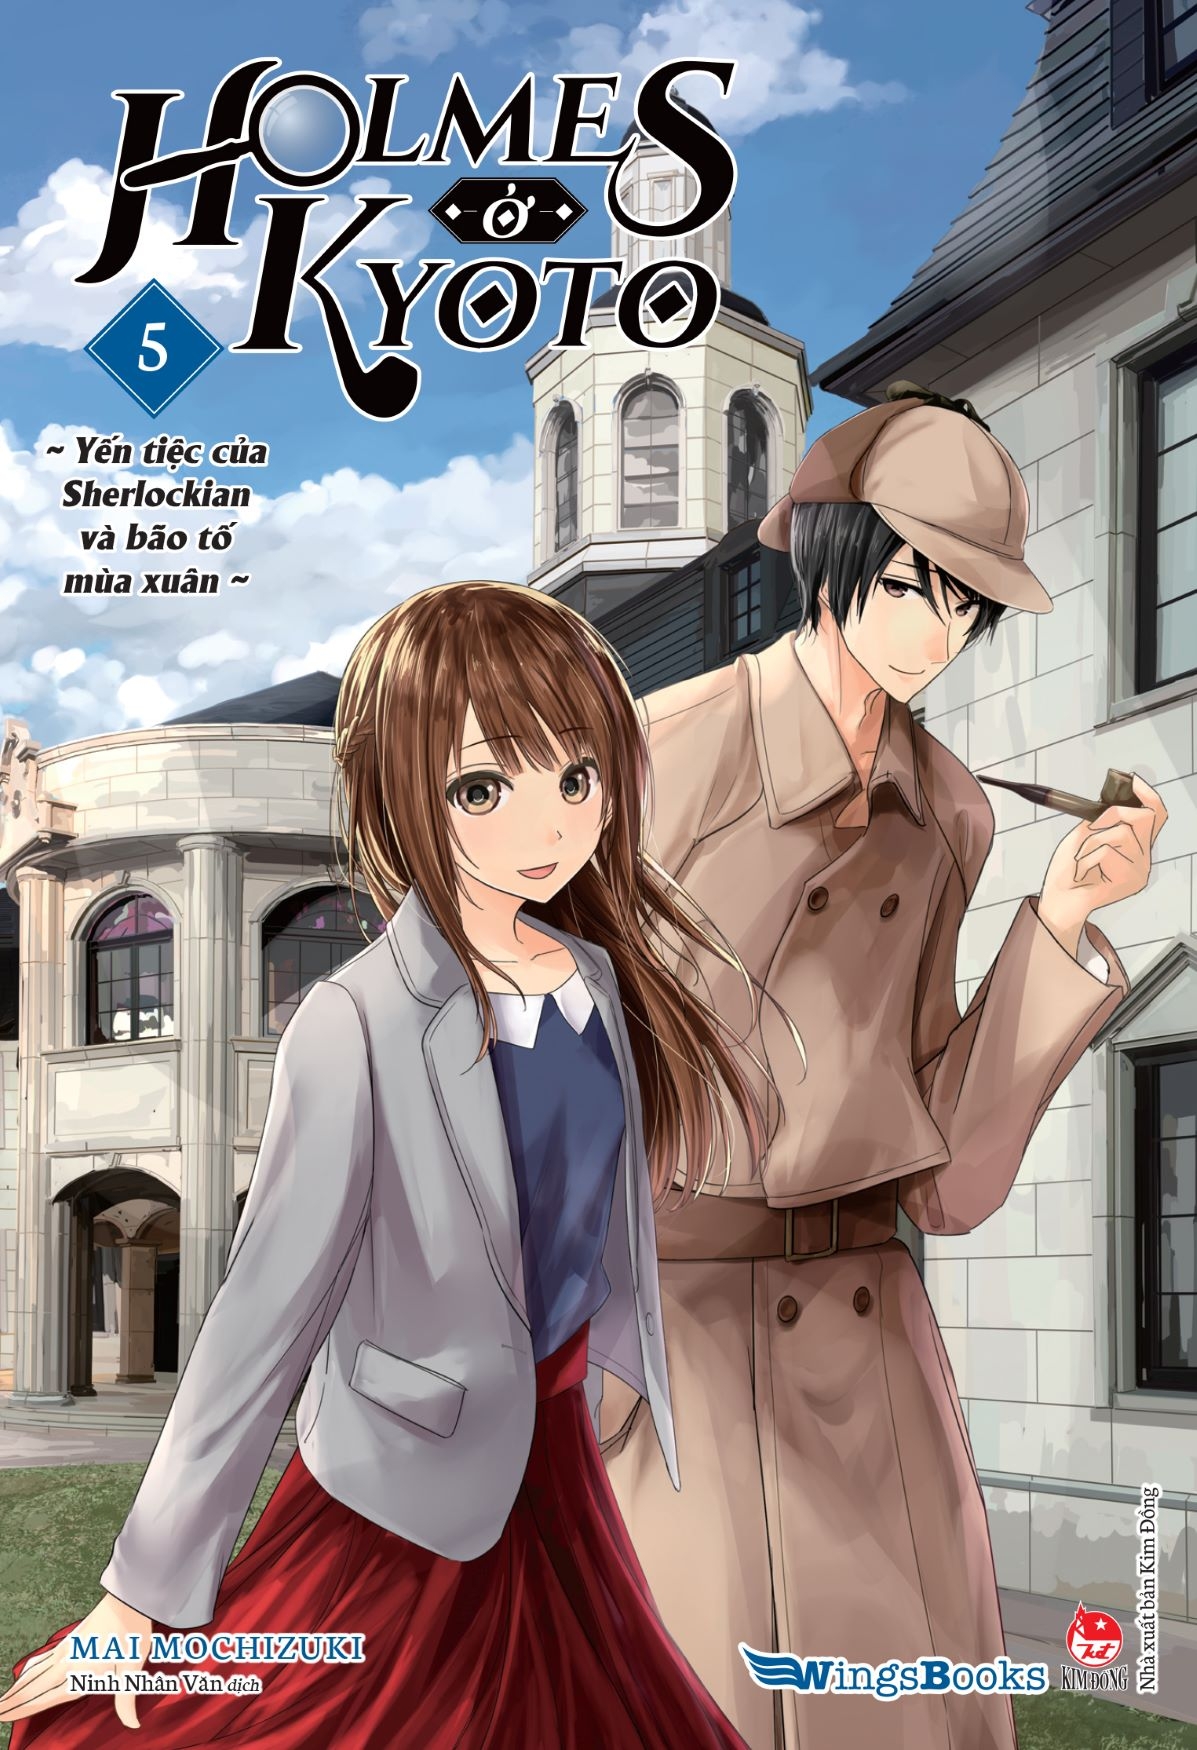 HOLMES
Ở
KYOTO
5
~ Yến tiệc của
Sherlockian
và bão tố
mùa xuân ~
MAI MOCHIZUKI
Ninh Nhân Văn dịch
WingsBooks
KIM ĐỒNG
Nhà xuất bản Kim Đồng